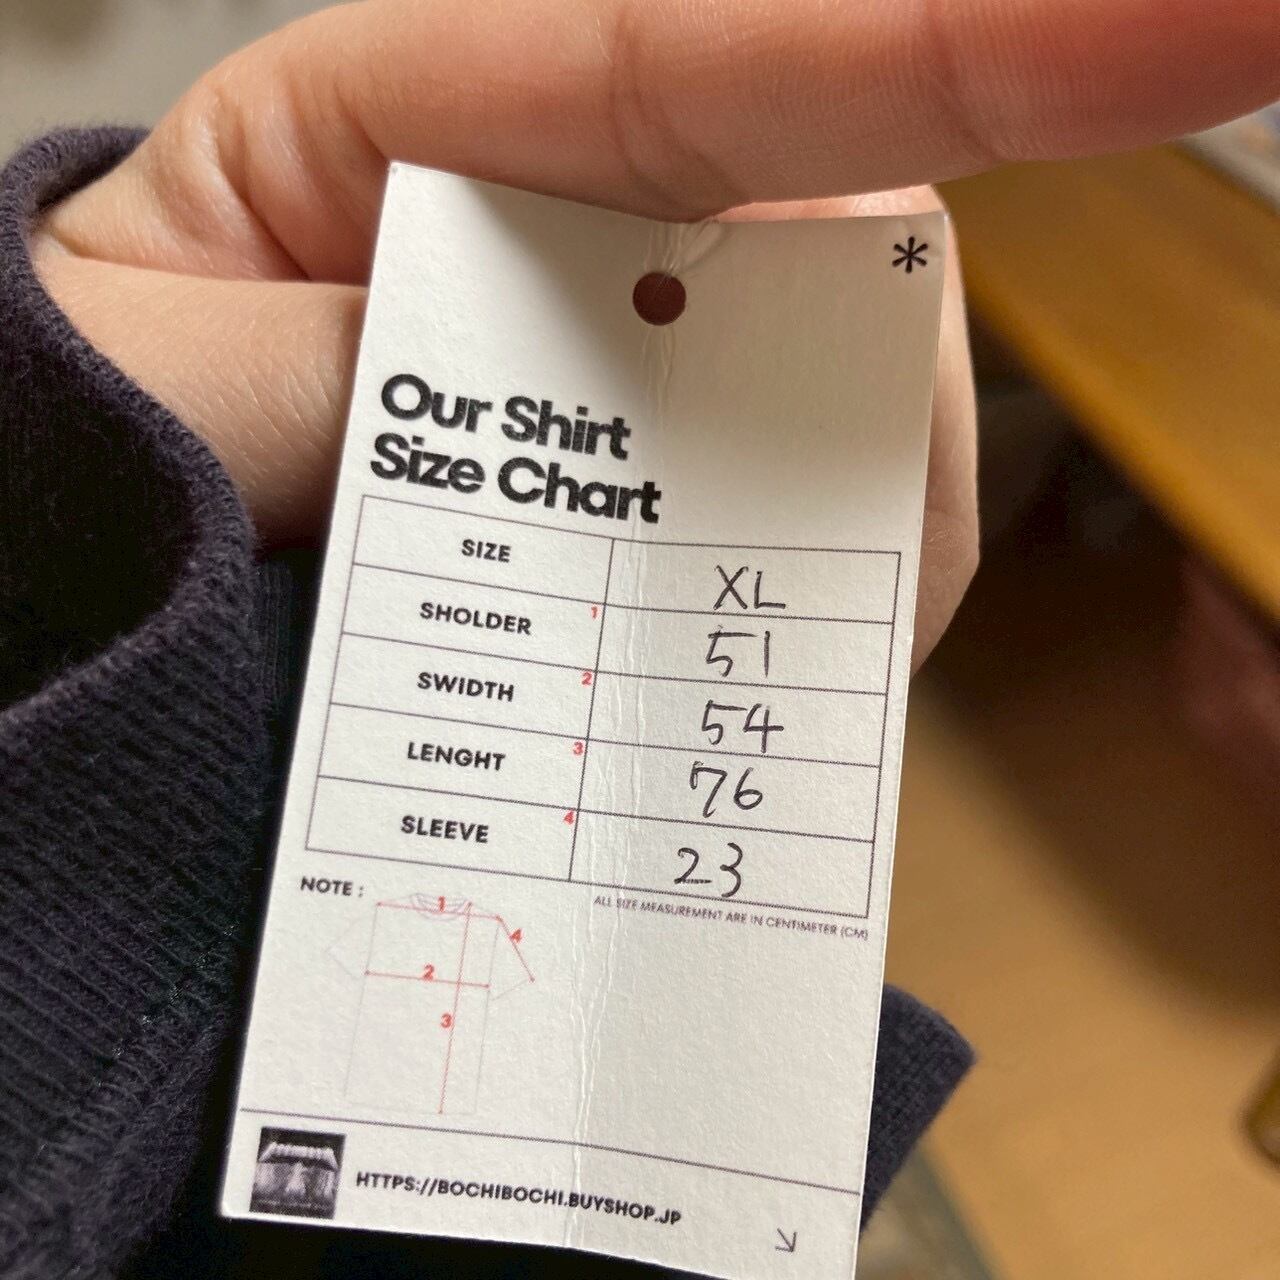 *
Our Shirt
Size Chart
SIZE XL
SHOLDER 1 51
SWIDTH 2 54
LENGHT 3 76
SLEEVE 4 23
ALL SIZE MEASUREMENT ARE IN CENTIMETER (CM)
NOTE :
1
4
2
3
HTTPS://BOCHIBOCHI.BUYSHOP.JP